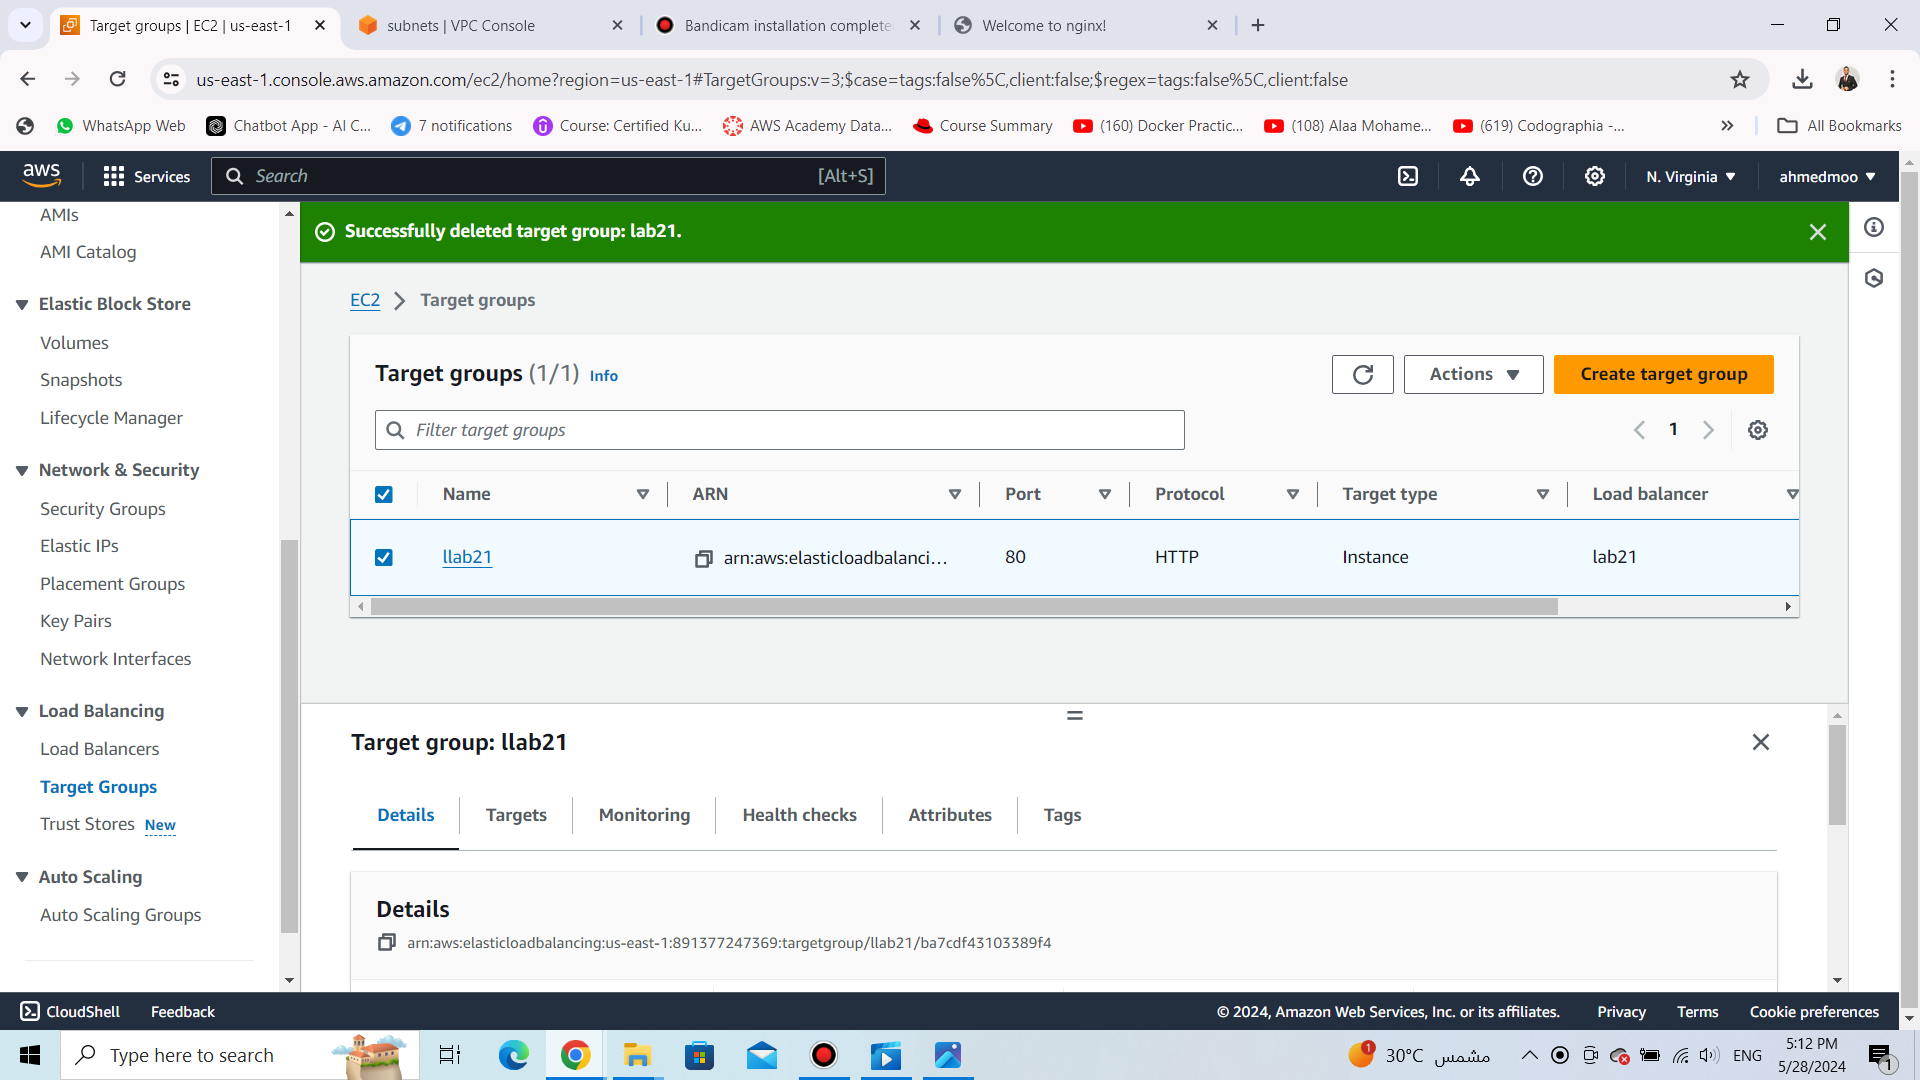 Target groups | EC2 | us-east-1
subnets | VPC Console
Bandicam installation complete
Welcome to nginx!
us-east-1.console.aws.amazon.com/ec2/home?region=us-east-1#TargetGroups:v=3;$case=tags:false%5C,client:false;$regex=tags:false%5C,client:false
WhatsApp Web
Chatbot App - AI C...
7 notifications
Course: Certified Ku...
AWS Academy Data...
Course Summary
(160) Docker Practic...
(108) Alaa Mohame...
(619) Codographia -...
All Bookmarks
aws
Services
Search
[Alt+S]
N. Virginia
ahmedmoo
AMIs
AMI Catalog
Elastic Block Store
Volumes
Snapshots
Lifecycle Manager
Network & Security
Security Groups
Elastic IPs
Placement Groups
Key Pairs
Network Interfaces
Load Balancing
Load Balancers
Target Groups
Trust Stores New
Auto Scaling
Auto Scaling Groups
Successfully deleted target group: lab21.
EC2 > Target groups
Target groups (1/1) Info
Actions
Create target group
Filter target groups
1
Name ARN Port Protocol Target type Load balancer
llab21 arn:aws:elasticloadbalanci... 80 HTTP Instance lab21
Target group: llab21
Details Targets Monitoring Health checks Attributes Tags
Details
arn:aws:elasticloadbalancing:us-east-1:891377247369:targetgroup/llab21/ba7cdf43103389f4
CloudShell
Feedback
© 2024, Amazon Web Services, Inc. or its affiliates.
Privacy
Terms
Cookie preferences
Type here to search
1
30°C مشمس
ENG
5:12 PM
5/28/2024
1